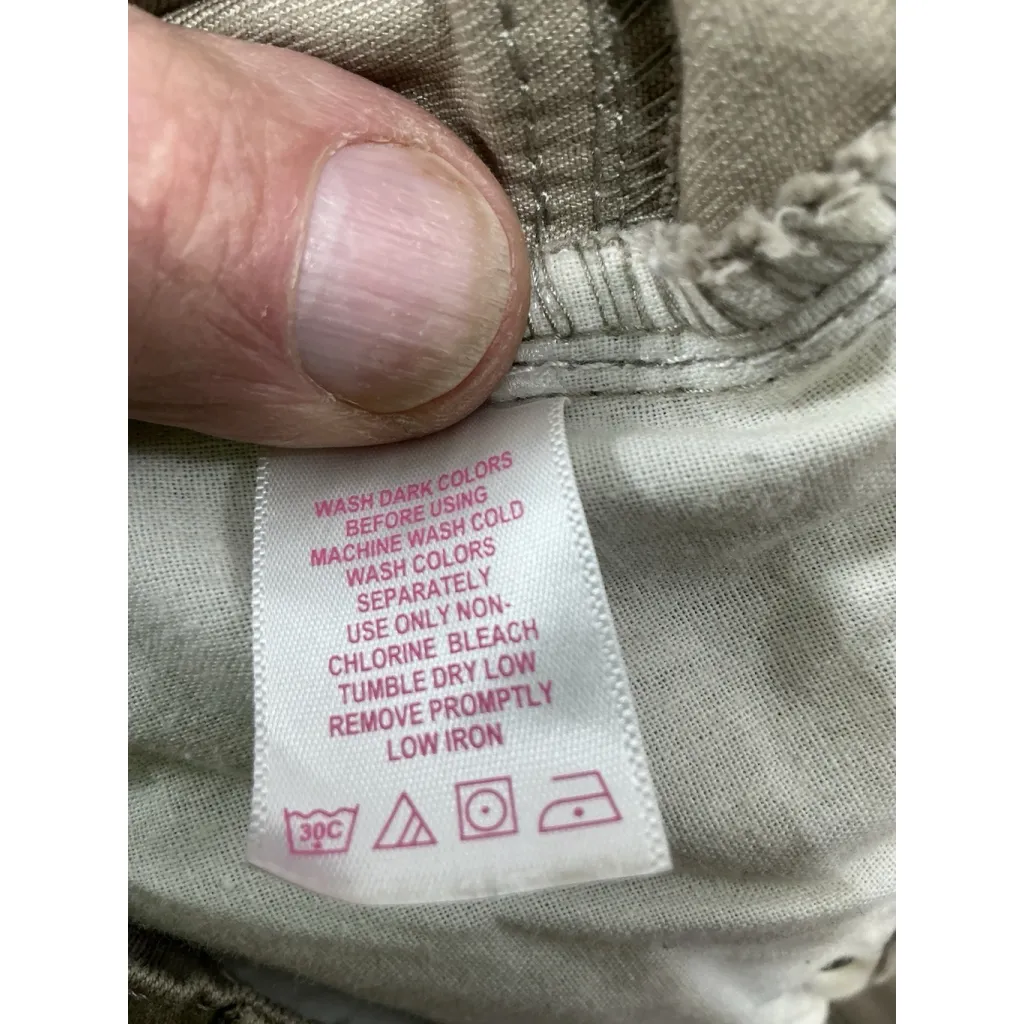 WASH DARK COLORS
BEFORE USING
MACHINE WASH COLD
WASH COLORS
SEPARATELY
USE ONLY NON-
CHLORINE BLEACH
TUMBLE DRY LOW
REMOVE PROMPTLY
LOW IRON
30C